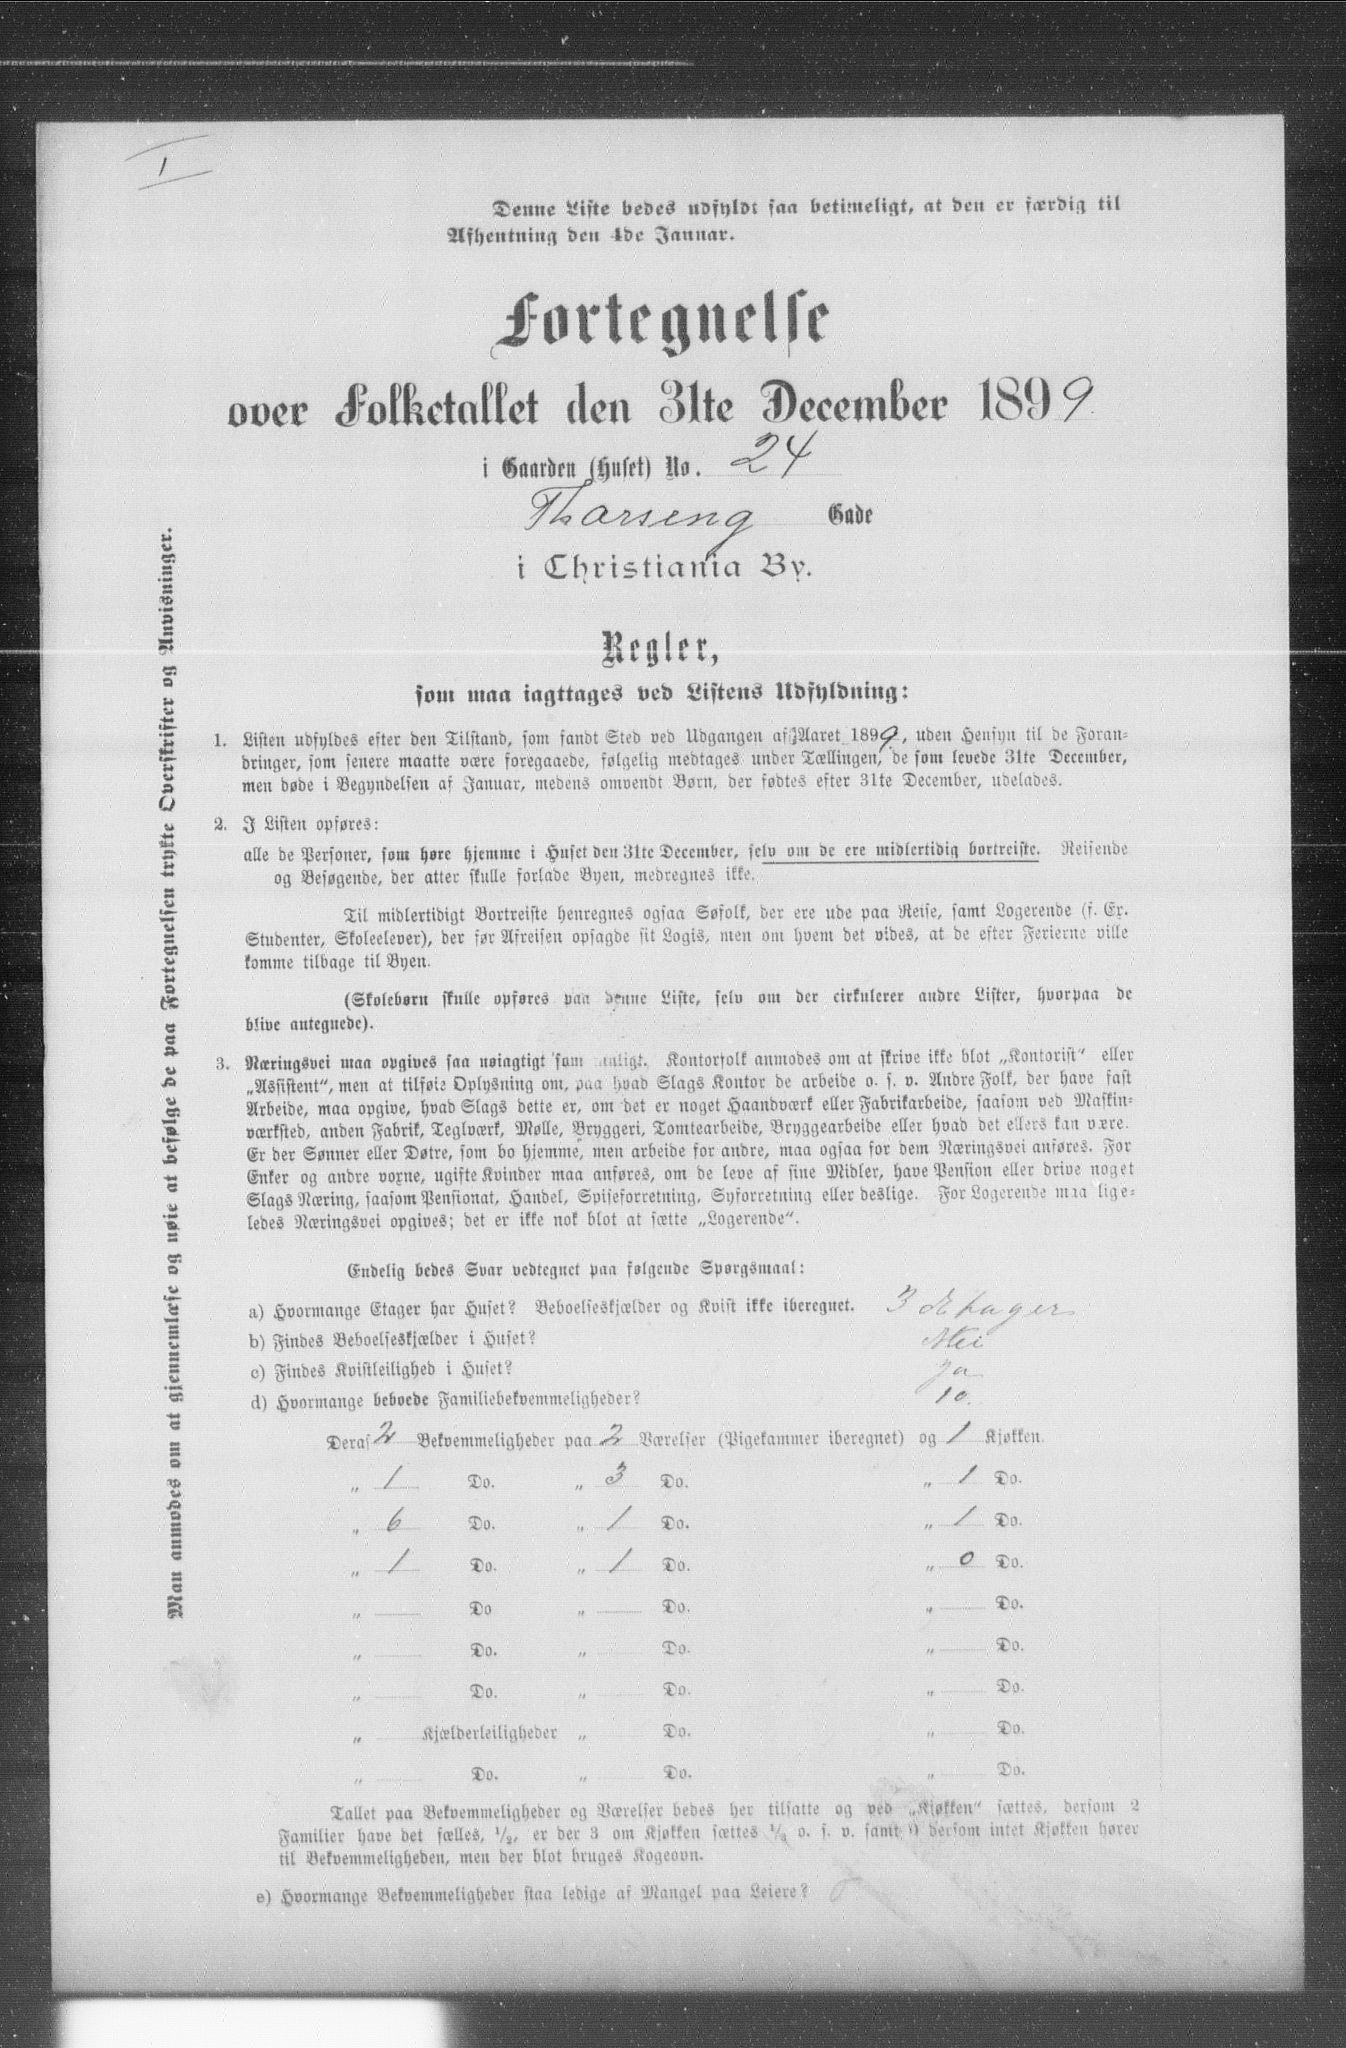 1
Denne Liste bedes udfyldt saa betimeligt, at den er færdig til
Afhentning den 4de Januar.
Fortegnelse
over Folketallet den 31te December 1899.
i Gaarden (Huset) No. 24
Thorseng Gade
i Christiania By.
Regler,
som maa iagttages ved Listens Udfyldning:
1. Listen udfyldes efter den Tilstand, som fandt Sted ved Udgangen af Aaret 1899, uden Hensyn til de Foran-
dringer, som senere maatte være foregaaede, følgelig medtages under Tællingen, de som levede 31te December,
men døde i Begyndelsen af Januar, medens omvendt Børn, der fødtes efter 31te December, udelades.
2. I Listen opføres:
alle de Personer, som høre hjemme i Huset den 31te December, selv om de ere midlertidig bortreiste. Reisende
og Besøgende, der atter skulle forlade Byen, medregnes ikke.
Til midlertidigt Bortreiste henregnes ogsaa Søfolk, der ere ude paa Reise, samt Logerende (f. Ex.
Studenter, Skoleelever), der før Afreisen opsagde sit Logis, men om hvem det vides, at de efter Ferierne ville
komme tilbage til Byen.
(Skolebørn skulle opføres paa denne Liste, selv om der cirkulerer andre Lister, hvorpaa de
blive antegnede).
3. Næringsvei maa opgives saa nøiagtigt som muligt. Kontorfolk anmodes om at skrive ikke blot „Kontorist" eller
„Assistent", men at tilføie Oplysning om, paa hvad Slags Kontor de arbeide o. s. v. Andre Folk, der have fast
Arbeide, maa opgive, hvad Slags dette er, om det er noget Haandværk eller Fabrikarbeide, saasom ved Maskin-
værksted, anden Fabrik, Teglværk, Mølle, Bryggeri, Tomtearbeide, Bryggearbeide eller hvad det ellers kan være.
Er der Sønner eller Døtre, som bo hjemme, men arbeide for andre, maa ogsaa for dem Næringsvei anføres. For
Enker og andre voxne, ugifte Kvinder maa anføres, om de leve af sine Midler, have Pension eller drive noget
Slags Næring, saasom Pensionat, Handel, Spiseforretning, Syforretning eller deslige. For Logerende maa lige-
ledes Næringsvei opgives; det er ikke nok blot at sætte „Logerende".
Endelig bedes Svar vedtegnet paa følgende Spørgsmaal:
a) Hvormange Etager har Huset? Beboelseskjælder og Kvist ikke iberegnet. 3 Etager
b) Findes Beboelseskjælder i Huset? Nei
c) Findes Kvistleilighed i Huset? Ja
d) Hvormange beboede Familiebekvemmeligheder? 10.
Deraf 2 Bekvemmeligheder paa 2 Værelser (Pigekammer iberegnet) og 1 Kjøkken.
„ 1 Do. „ 3 Do. „ 1 Do.
„ 6 Do. „ 1 Do. „ 1 Do.
„ 1 Do. „ 1 Do. „ 0 Do.
„ Do „ Do. „ Do.
„ Do. „ Do. „ Do.
„ Do. „ Do. „ Do.
„ Kjælderleiligheder „ Do. „ Do.
„ Do. „ Do. „ Do.
Tallet paa Bekvemmeligheder og Værelser bedes her tilsatte og ved „Kjøkken" sættes, dersom 2
Familier have det fælles, 1/2, er der 3 om Kjøkken sættes 1/3 o. s. v. samt 0 dersom intet Kjøkken hører
til Bekvemmeligheden, men der blot bruges Kogeovn.
e) Hvormange Bekvemmeligheder staa ledige af Mangel paa Leiere?
Man anmodes om at gjennemlæse og nøie at befølge de paa Fortegnelsen trykte Overskrifter og Anvisninger.